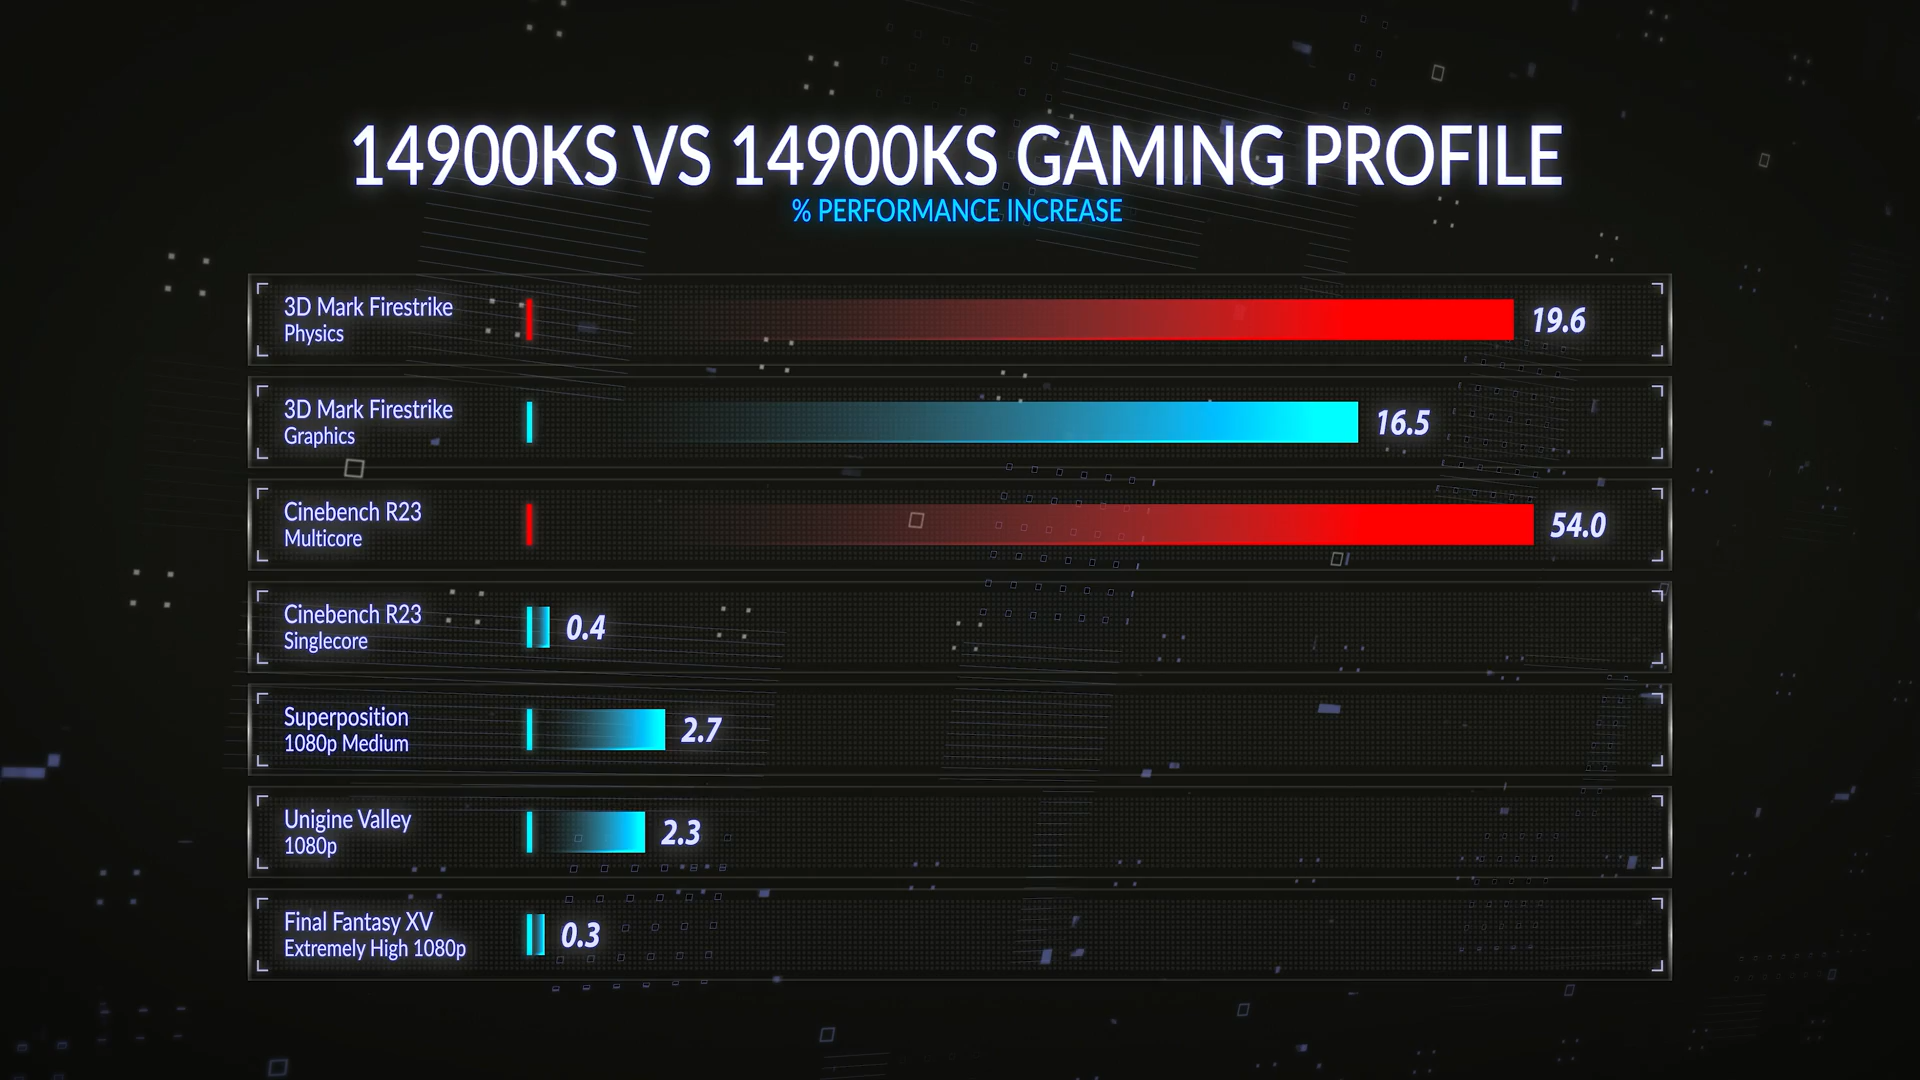 14900KS VS 14900KS GAMING PROFILE
% PERFORMANCE INCREASE
3D Mark Firestrike
Physics
19.6
3D Mark Firestrike
Graphics
16.5
Cinebench R23
Multicore
54.0
Cinebench R23
Singlecore
0.4
Superposition
1080p Medium
2.7
Unigine Valley
1080p
2.3
Final Fantasy XV
Extremely High 1080p
0.3